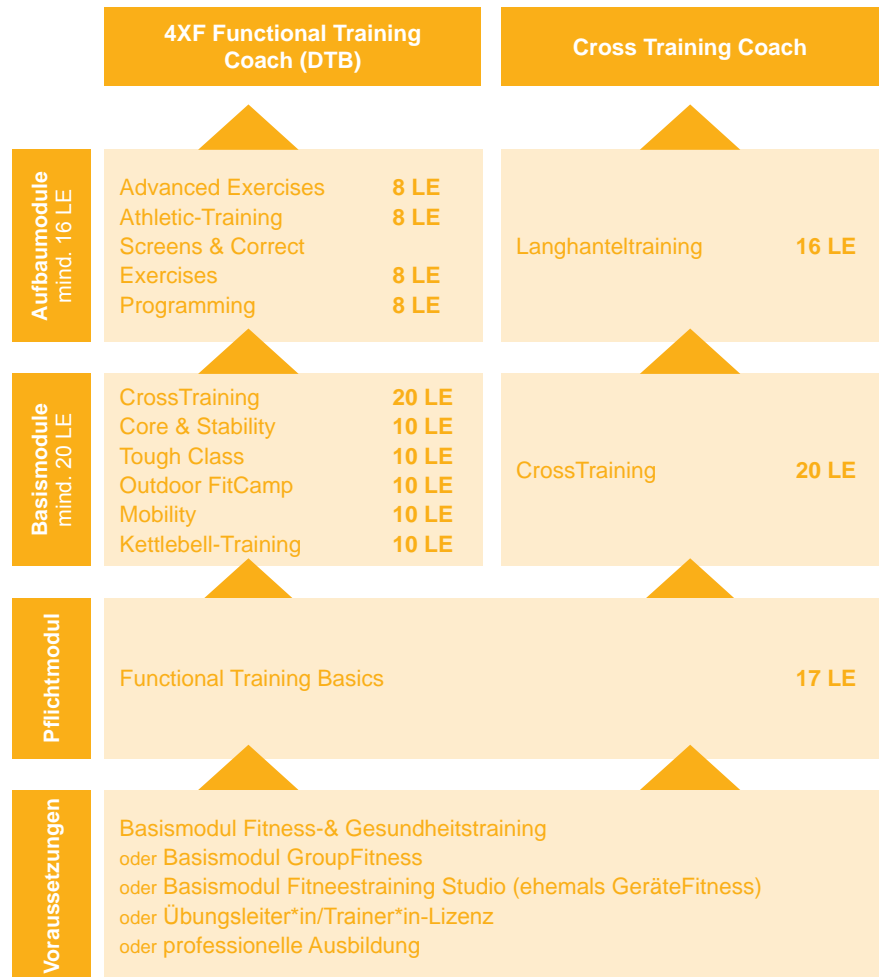 4XF Functional Training
Coach (DTB)
Cross Training Coach
Aufbaumodule
mind. 16 LE
Advanced Exercises 8 LE
Athletic-Training 8 LE
Screens & Correct
Exercises 8 LE
Programming 8 LE
Langhanteltraining 16 LE
Basismodule
mind. 20 LE
CrossTraining 20 LE
Core & Stability 10 LE
Tough Class 10 LE
Outdoor FitCamp 10 LE
Mobility 10 LE
Kettlebell-Training 10 LE
CrossTraining 20 LE
Pflichtmodul
Functional Training Basics 17 LE
Voraussetzungen
Basismodul Fitness-& Gesundheitstraining
oder Basismodul GroupFitness
oder Basismodul Fitneestraining Studio (ehemals GeräteFitness)
oder Übungsleiter*in/Trainer*in-Lizenz
oder professionelle Ausbildung